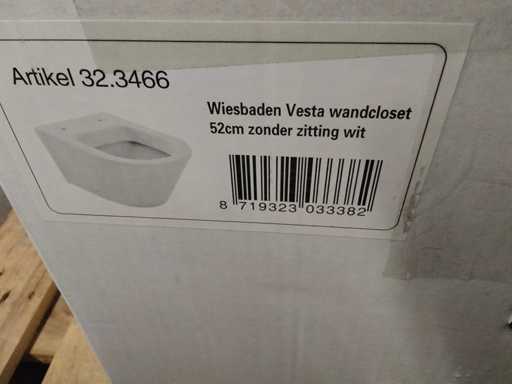 Artikel 32.3466
Wiesbaden Vesta wandcloset
52cm zonder zitting wit
8 719323 033382